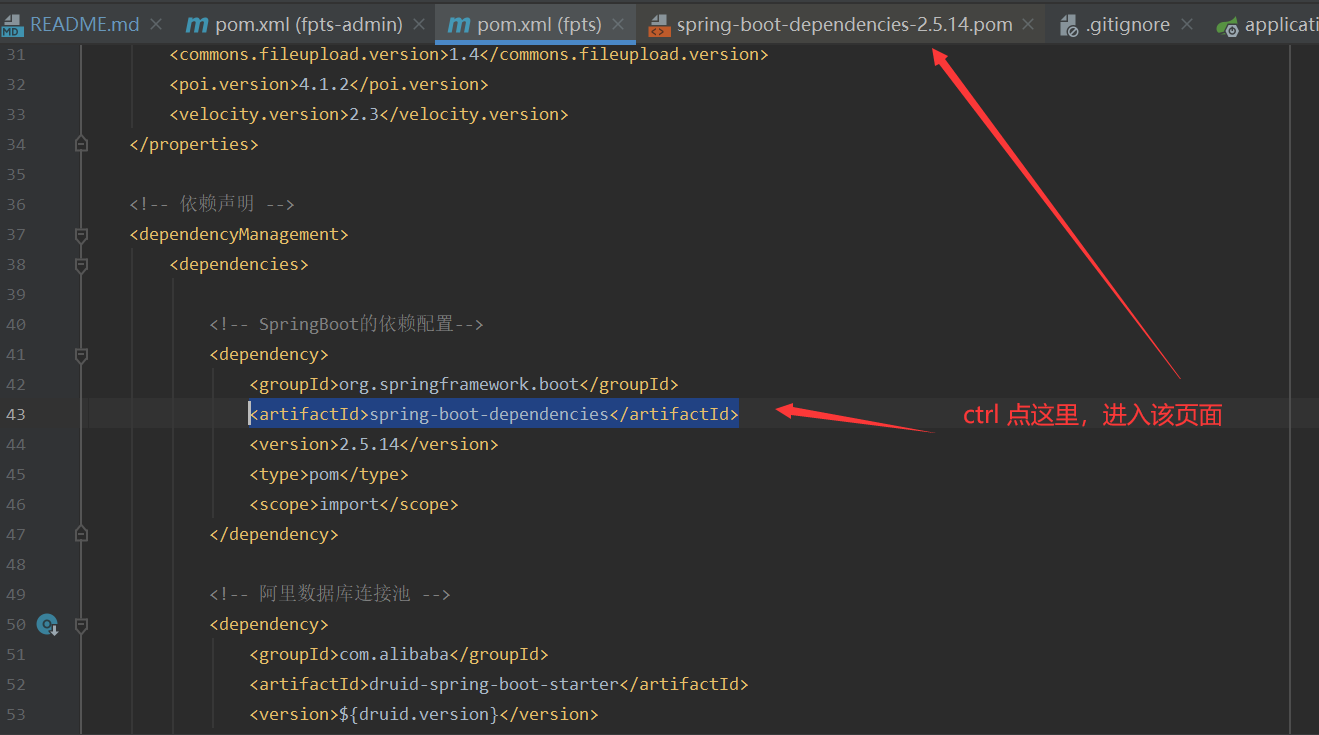 README.md
pom.xml (fpts-admin)
pom.xml (fpts)
spring-boot-dependencies-2.5.14.pom
.gitignore
applicati
31 <commons.fileupload.version>1.4</commons.fileupload.version>
32 <poi.version>4.1.2</poi.version>
33 <velocity.version>2.3</velocity.version>
34 </properties>
35
36 <!-- 依赖声明 -->
37 <dependencyManagement>
38 <dependencies>
39
40 <!-- SpringBoot的依赖配置-->
41 <dependency>
42 <groupId>org.springframework.boot</groupId>
43 <artifactId>spring-boot-dependencies</artifactId>
ctrl 点这里，进入该页面
44 <version>2.5.14</version>
45 <type>pom</type>
46 <scope>import</scope>
47 </dependency>
48
49 <!-- 阿里数据库连接池 -->
50 <dependency>
51 <groupId>com.alibaba</groupId>
52 <artifactId>druid-spring-boot-starter</artifactId>
53 <version>${druid.version}</version>